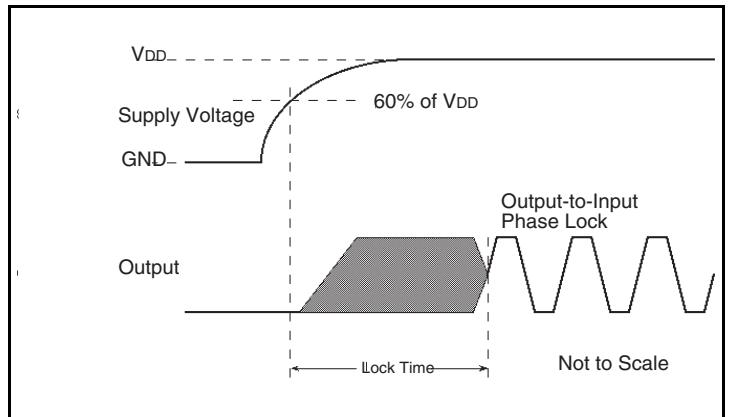 VDD
60% of VDD
Supply Voltage
GND
Output-to-Input
Phase Lock
Output
Lock Time
Not to Scale